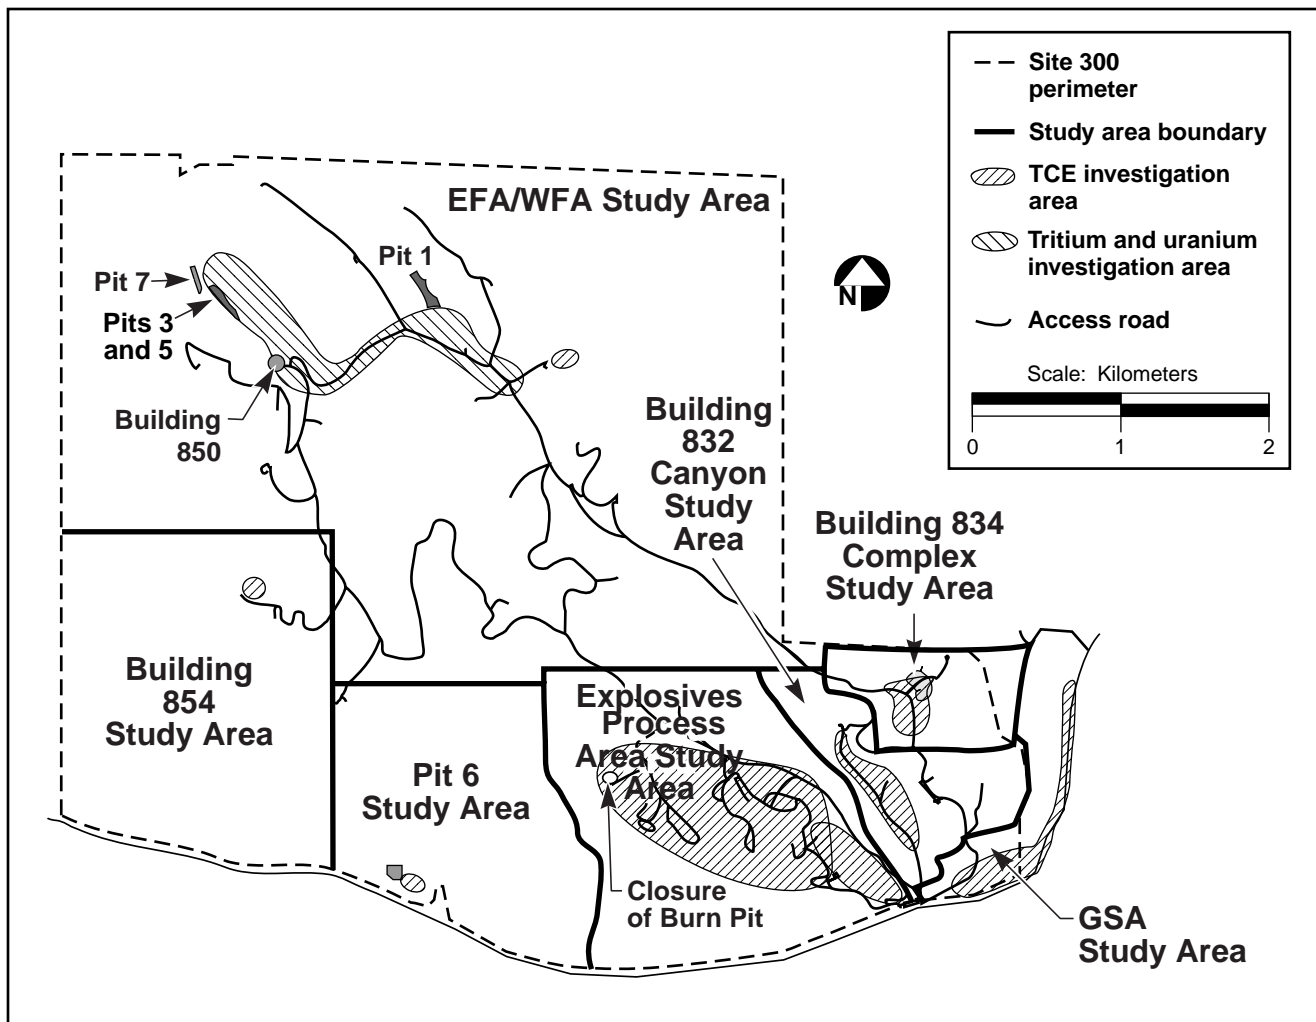 Site 300
perimeter
Study area boundary
TCE investigation
area
Tritium and uranium
investigation area
Access road
Scale: Kilometers
0 1 2
EFA/WFA Study Area
Pit 1
Pit 7
Pits 3
and 5
N
Building
850
Building
832
Canyon
Study
Area
Building 834
Complex
Study Area
Building
854
Study Area
Explosives
Process
Area Study
Area
Pit 6
Study Area
Closure
of Burn Pit
GSA
Study Area